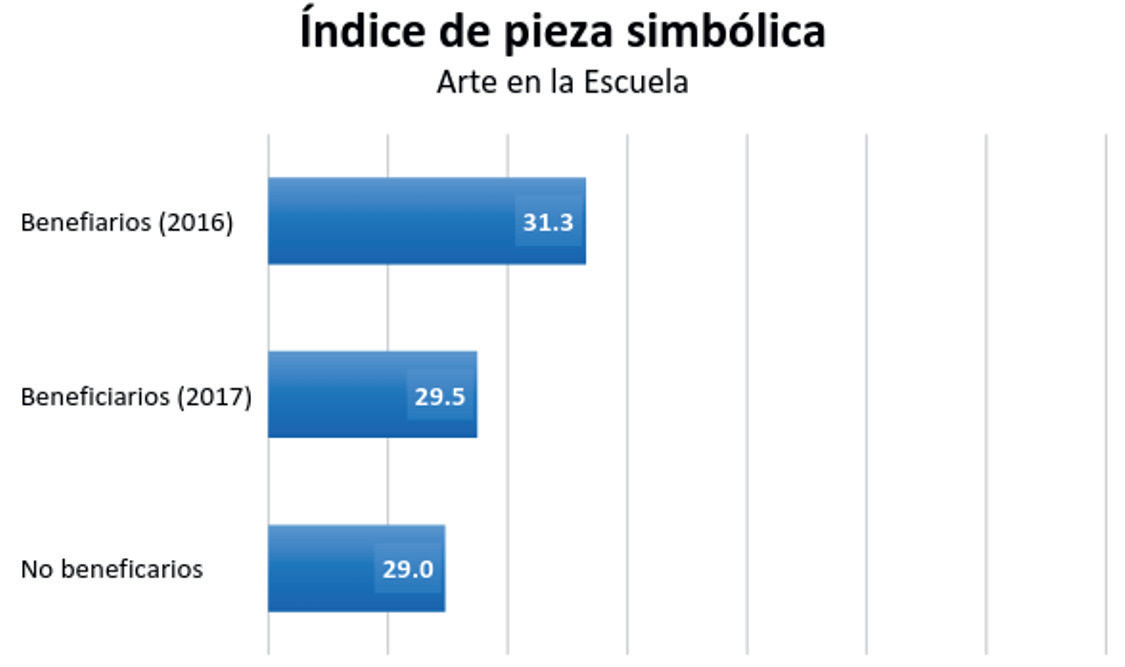 Índice de pieza simbólica
Arte en la Escuela
Benefiarios (2016)
31.3
Beneficiarios (2017)
29.5
No beneficarios
29.0